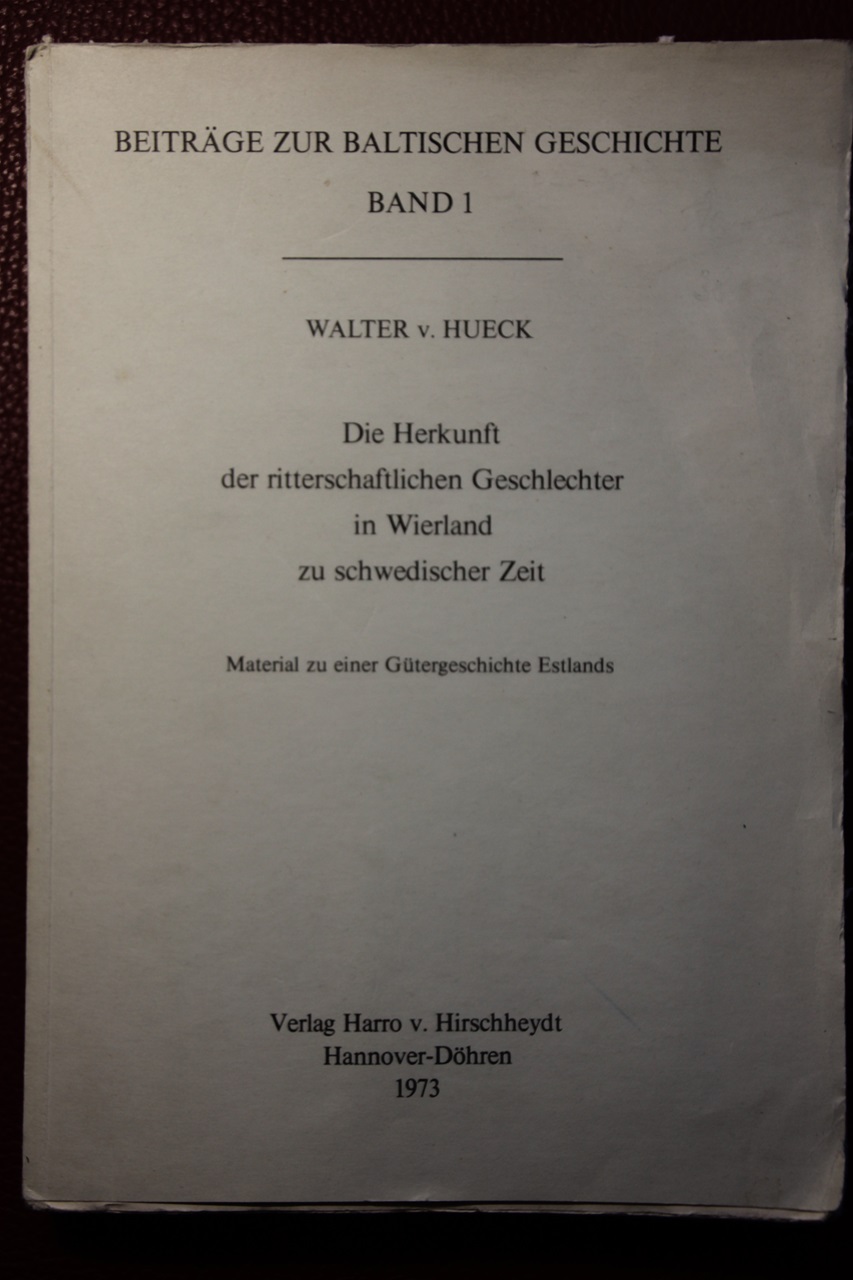 BEITRÄGE ZUR BALTISCHEN GESCHICHTE
BAND 1
WALTER v. HUECK
Die Herkunft
der ritterschaftlichen Geschlechter
in Wierland
zu schwedischer Zeit
Material zu einer Gütergeschichte Estlands
Verlag Harro v. Hirschheydt
Hannover-Döhren
1973